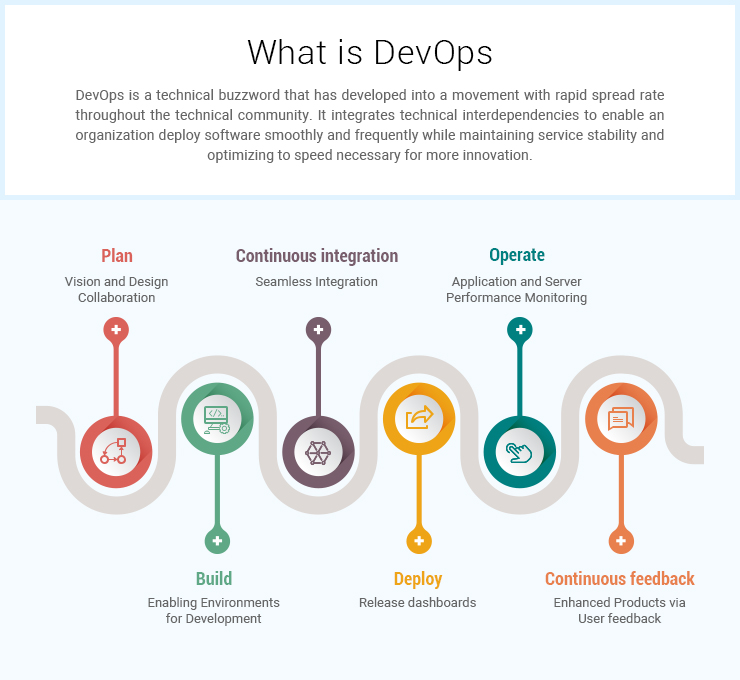 What is DevOps
DevOps is a technical buzzword that has developed into a movement with rapid spread rate
throughout the technical community. It integrates technical interdependencies to enable an
organization deploy software smoothly and frequently while maintaining service stability and
optimizing to speed necessary for more innovation.
Plan
Vision and Design
Collaboration
Continuous integration
Seamless Integration
Operate
Application and Server
Performance Monitoring
</>
Build
Enabling Environments
for Development
Deploy
Release dashboards
Continuous feedback
Enhanced Products via
User feedback